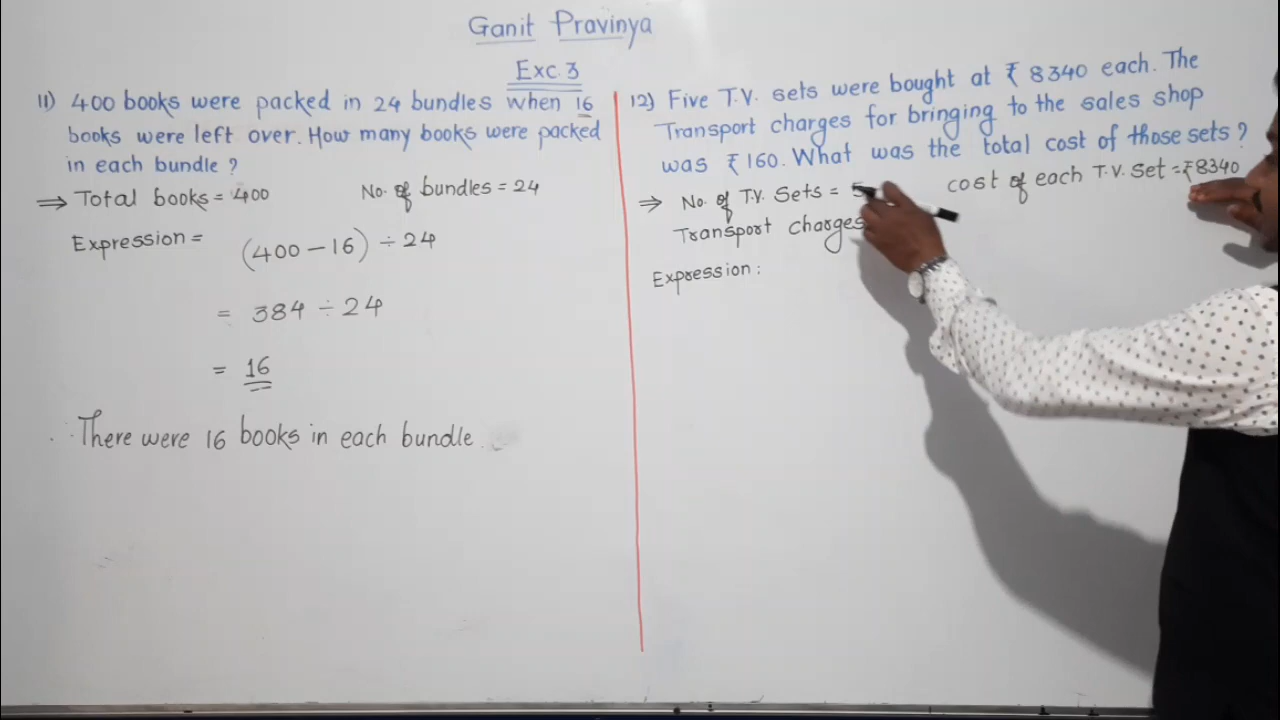 Ganit Pravinya
Exc. 3
11) 400 books were packed in 24 bundles when 16
books were left over. How many books were packed
in each bundle ?
⇒ Total books = 400 No. of bundles = 24
Expression = (400 − 16) ÷ 24
= 384 ÷ 24
= 16
∴ There were 16 books in each bundle.
12) Five T.V. sets were bought at ₹ 8340 each. The
Transport charges for bringing to the sales shop
was ₹ 160. What was the total cost of those sets ?
⇒ No. of T.V. Sets = 5 cost of each T.V. Set = ₹8340
Transport charges
Expression :